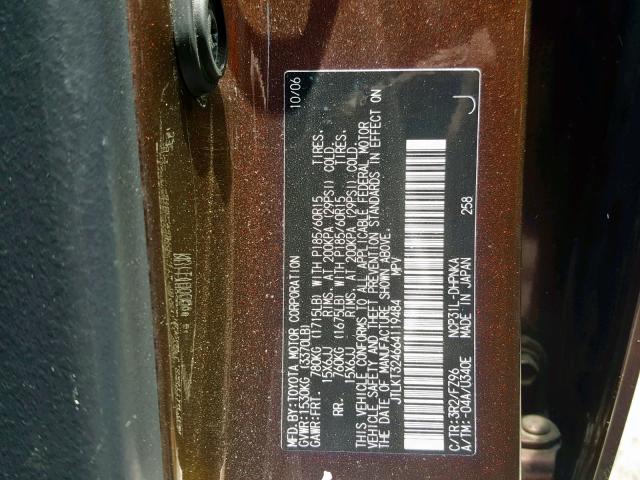 MFD.BY:TOYOTA MOTOR CORPORATION 10/06
GVWR:1530KG (3370LB)
GAWR:FRT. 780KG (1715LB) WITH P185/60R15 TIRES,
15X6JJ RIMS, AT 200KPA (29PSI) COLD.
RR. 760KG (1675LB) WITH P185/60R15 TIRES,
15X6JJ RIMS, AT 200KPA (29PSI) COLD.
THIS VEHICLE CONFORMS TO ALL APPLICABLE FEDERAL MOTOR
VEHICLE SAFETY AND THEFT PREVENTION STANDARDS IN EFFECT ON
THE DATE OF MANUFACTURE SHOWN ABOVE.
JTLKT324664119484 MPV
C/TR:3R2/FZ96 NCP31L-DHPNKA 258 J
A/TM:-04A/U340E MADE IN JAPAN